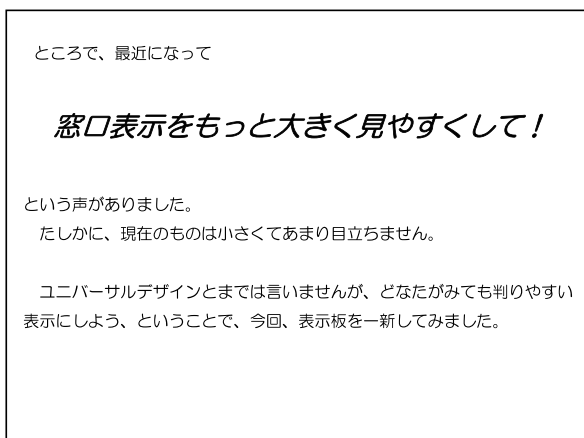 ところで、最近になって
窓口表示をもっと大きく見やすくして！
という声がありました。
たしかに、現在のものは小さくてあまり目立ちません。
ユニバーサルデザインとまでは言いませんが、どなたがみても判りやすい
表示にしよう、ということで、今回、表示板を一新してみました。